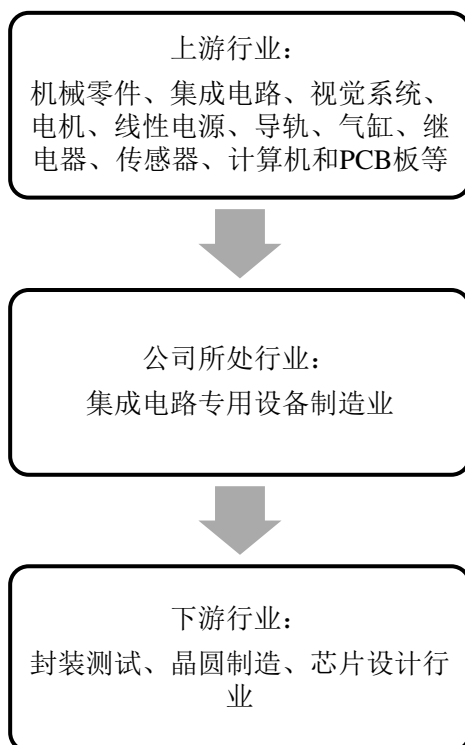 上游行业：
机械零件、集成电路、视觉系统、
电机、线性电源、导轨、气缸、继
电器、传感器、计算机和PCB板等
公司所处行业：
集成电路专用设备制造业
下游行业：
封装测试、晶圆制造、芯片设计行
业